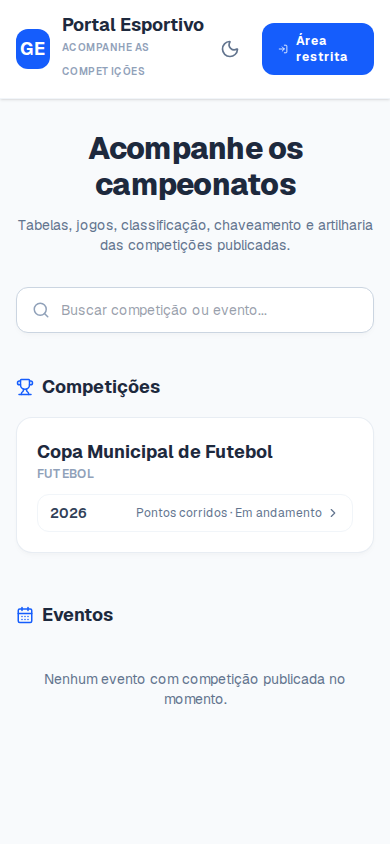 GE
Portal Esportivo
ACOMPANHE AS
COMPETIÇÕES
Área
restrita
Acompanhe os
campeonatos
Tabelas, jogos, classificação, chaveamento e artilharia
das competições publicadas.
Buscar competição ou evento...
Competições
Copa Municipal de Futebol
FUTEBOL
2026 Pontos corridos · Em andamento
Eventos
Nenhum evento com competição publicada no
momento.